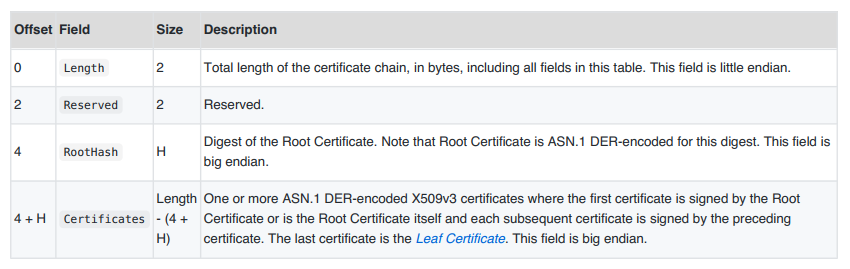 Offset Field Size Description
0 Length 2 Total length of the certificate chain, in bytes, including all fields in this table. This field is little endian.
2 Reserved 2 Reserved.
4 RootHash H Digest of the Root Certificate. Note that Root Certificate is ASN.1 DER-encoded for this digest. This field is
big endian.
4 + H Certificates Length - (4 + H) One or more ASN.1 DER-encoded X509v3 certificates where the first certificate is signed by the Root
Certificate or is the Root Certificate itself and each subsequent certificate is signed by the preceding
certificate. The last certificate is the Leaf Certificate. This field is big endian.